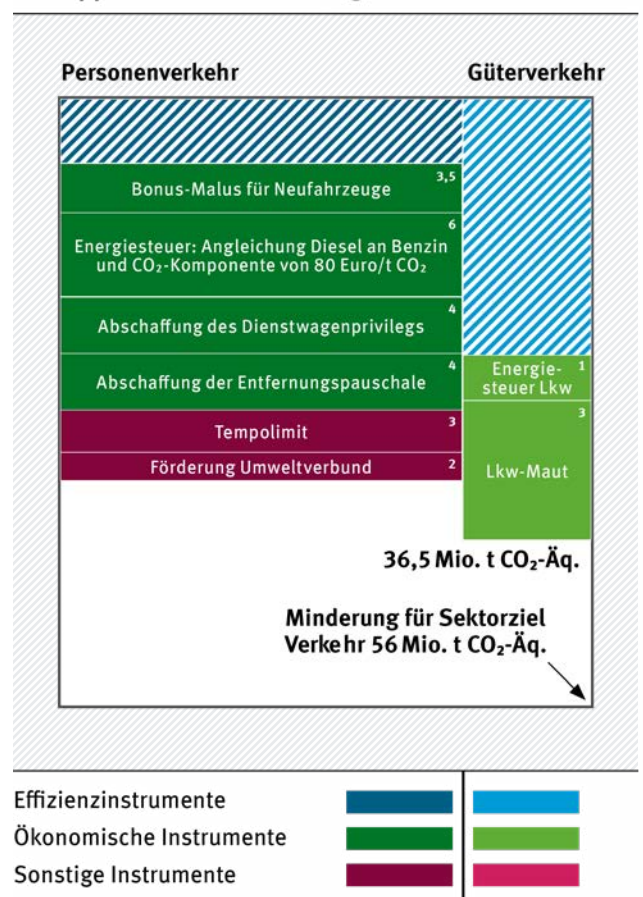 Personenverkehr
Güterverkehr
Bonus-Malus für Neufahrzeuge 3,5
Energiesteuer: Angleichung Diesel an Benzin 6
und CO₂-Komponente von 80 Euro/t CO₂
Abschaffung des Dienstwagenprivilegs 4
Abschaffung der Entfernungspauschale 4
Tempolimit 3
Förderung Umweltverbund 2
Energie- 1
steuer Lkw
3
Lkw-Maut
36,5 Mio. t CO₂-Äq.
Minderung für Sektorziel
Verkehr 56 Mio. t CO₂-Äq.
Effizienzinstrumente
Ökonomische Instrumente
Sonstige Instrumente